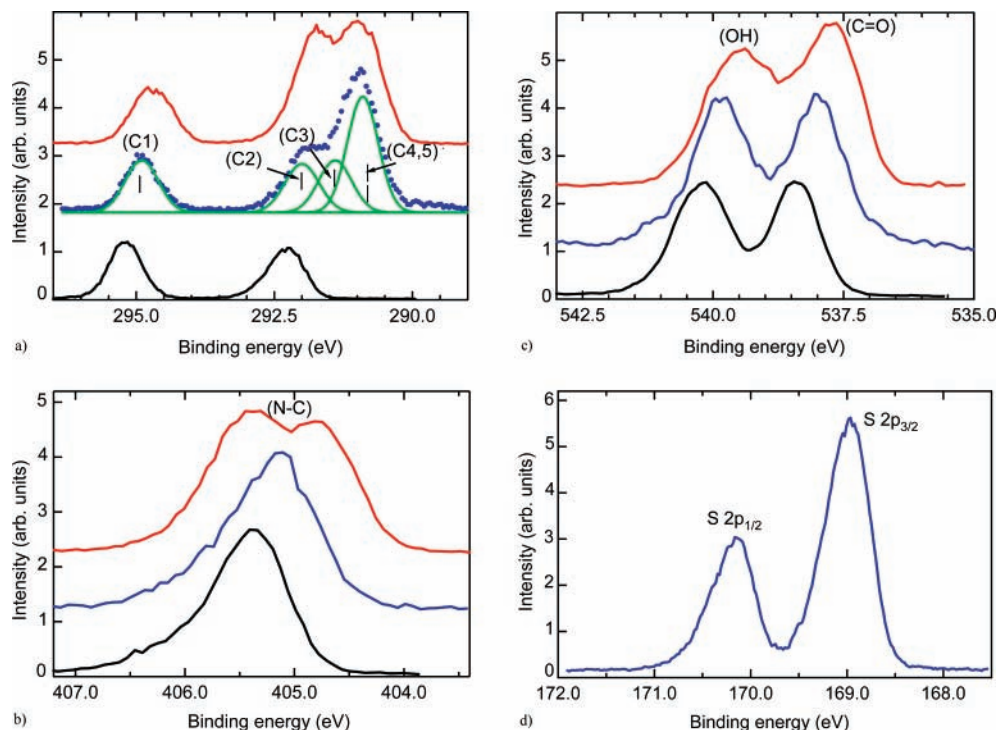 Intensity (arb. units)
5
4
3
2
1
0
(C1)
(C2)
(C3)
(C4,5)
295.0
292.5
290.0
Binding energy (eV)
a)
Intensity (arb. units)
5
4
3
2
1
0
(OH)
(C=O)
542.5
540.0
537.5
535.0
Binding energy (eV)
c)
Intensity (arb. units)
5
4
3
2
1
0
(N-C)
407.0
406.0
405.0
404.0
Binding energy (eV)
b)
Intensity (arb. units)
6
5
4
3
2
1
0
S 2p1/2
S 2p3/2
172.0
171.0
170.0
169.0
168.0
Binding energy (eV)
d)